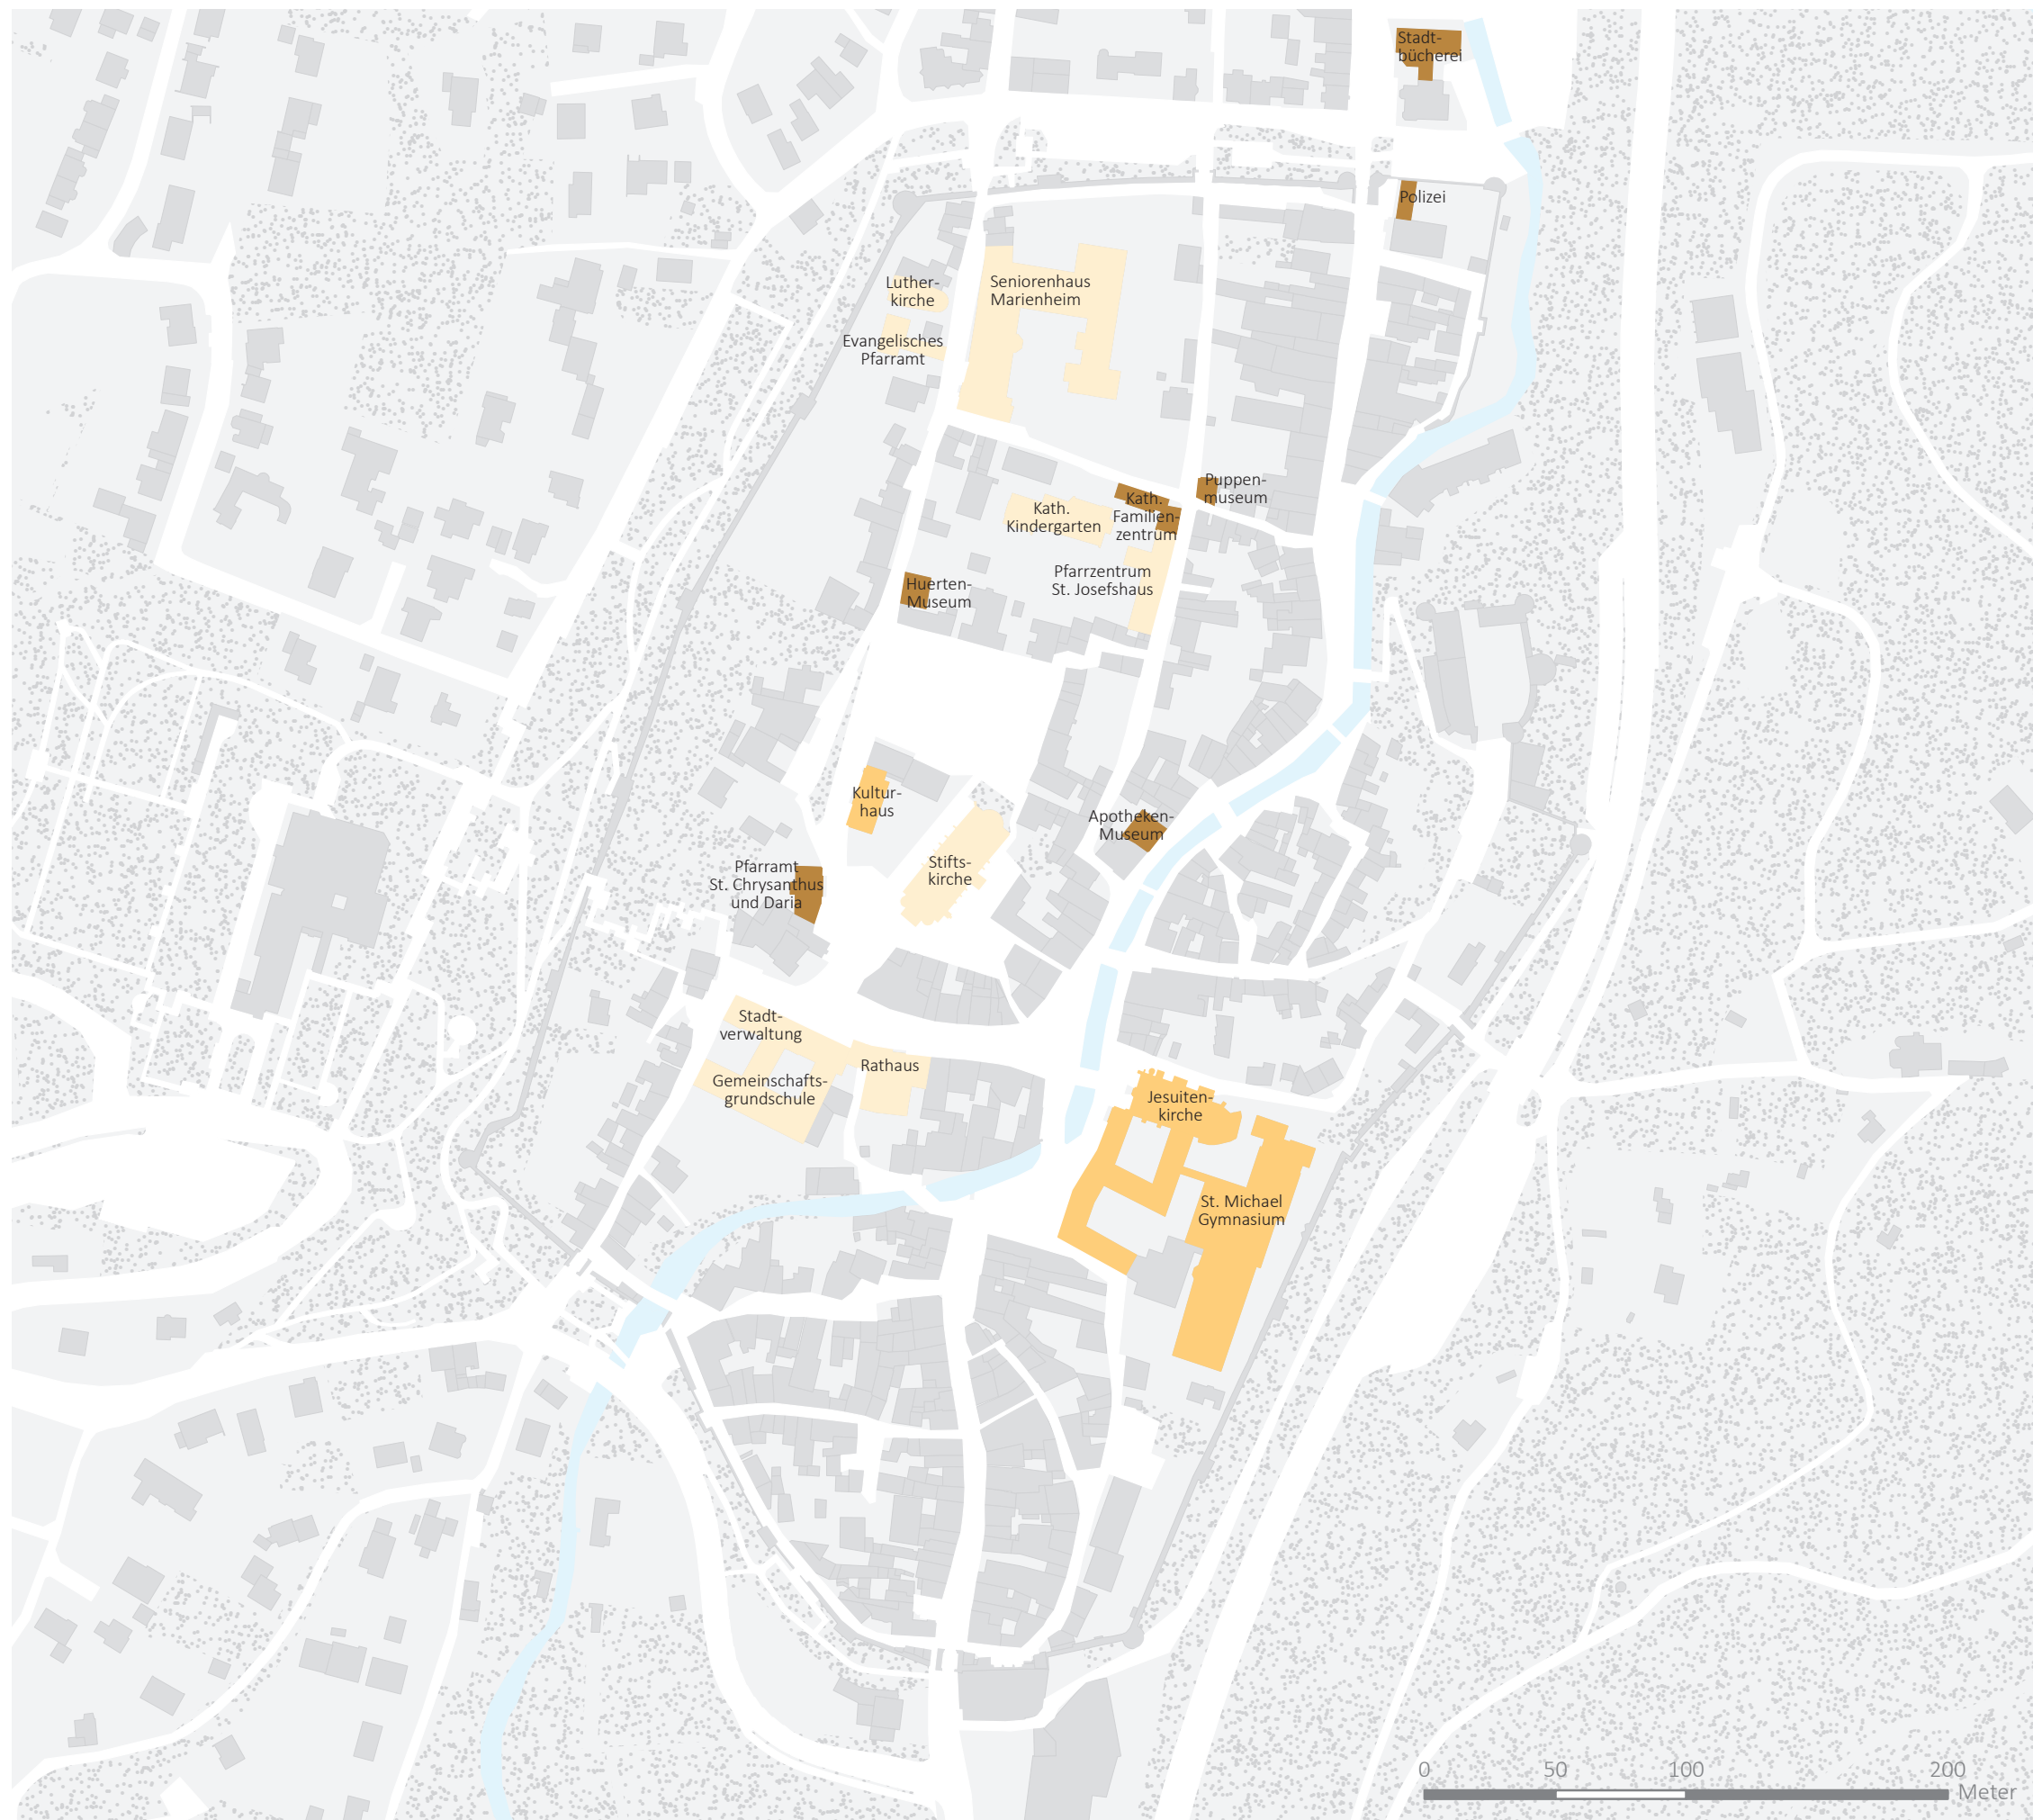 Stadt-
bücherei
Polizei
Luther-
kirche
Seniorenhaus
Marienheim
Evangelisches
Pfarramt
Puppen-
museum
Kath.
Familien-
zentrum
Kath.
Kindergarten
Pfarrzentrum
St. Josefshaus
Huerten-
Museum
Kultur-
haus
Apotheken-
Museum
Stifts-
kirche
Pfarramt
St. Chrysanthus
und Daria
Stadt-
verwaltung
Rathaus
Gemeinschafts-
grundschule
Jesuiten-
kirche
St. Michael
Gymnasium
0 50 100 200
Meter